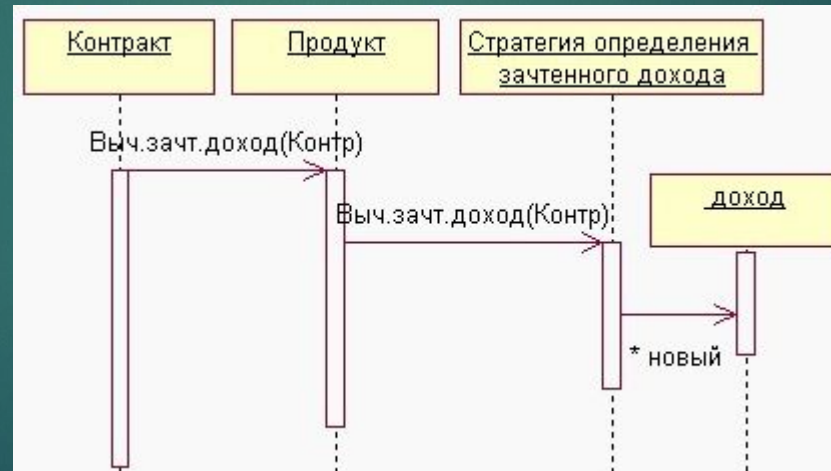 Контракт
Продукт
Стратегия определения
зачтенного дохода
Выч.зачт.доход(Контр)
доход
Выч.зачт.доход(Контр)
* новый